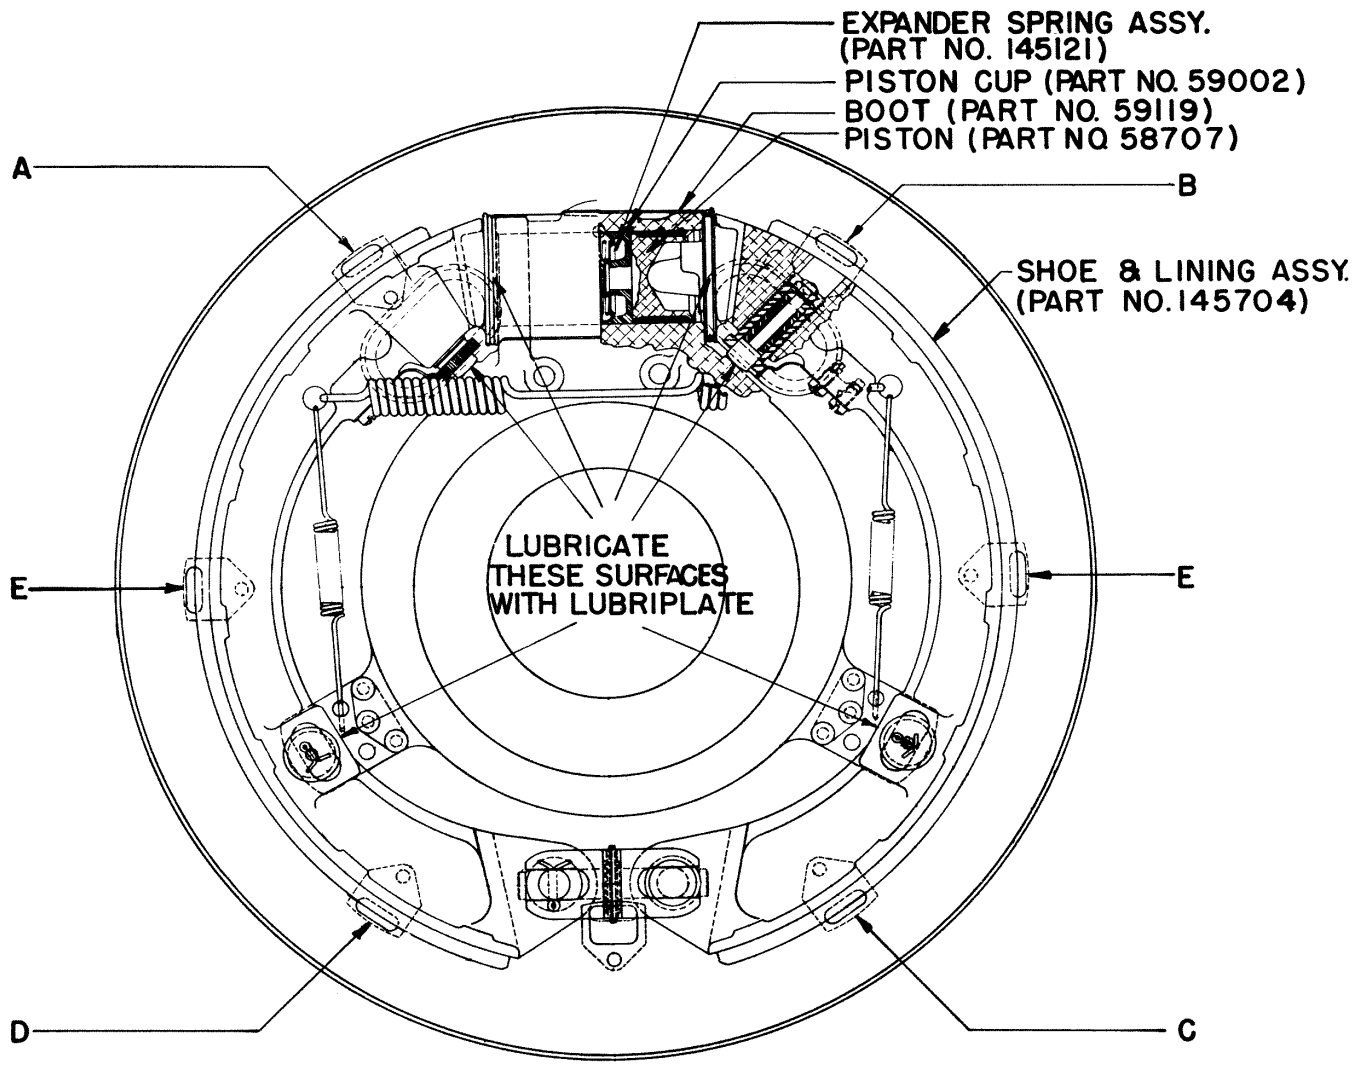 EXPANDER SPRING ASSY.
(PART NO. 145121)
PISTON CUP (PART NO. 59002)
BOOT (PART NO. 59119)
PISTON (PART NO. 58707)
A
B
SHOE & LINING ASSY.
(PART NO. 145704)
LUBRICATE
THESE SURFACES
WITH LUBRIPLATE
E
E
D
C